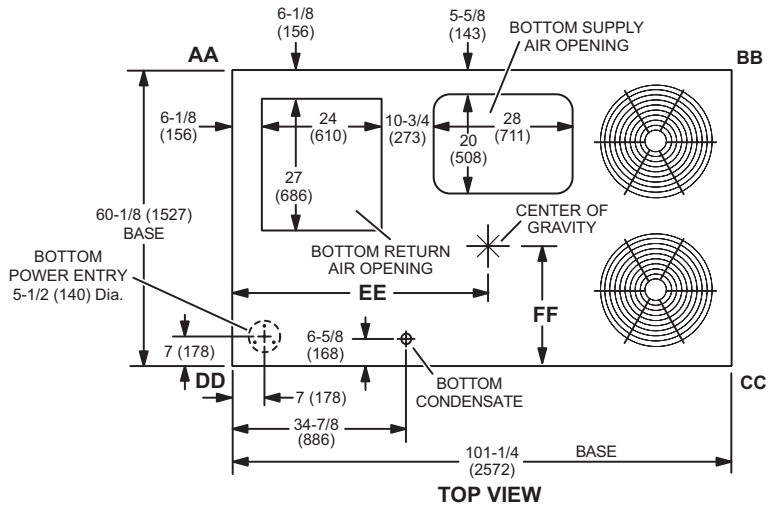 6-1/8
(156)
5-5/8
(143)
BOTTOM SUPPLY
AIR OPENING
AA
BB
6-1/8
(156)
24
(610)
10-3/4
(273)
28
(711)
20
(508)
27
(686)
60-1/8 (1527)
BASE
CENTER OF
GRAVITY
BOTTOM
POWER ENTRY
5-1/2 (140) Dia.
BOTTOM RETURN
AIR OPENING
EE
FF
7 (178)
6-5/8
(168)
DD
CC
7 (178)
BOTTOM
CONDENSATE
34-7/8
(886)
101-1/4
(2572)
BASE
TOP VIEW